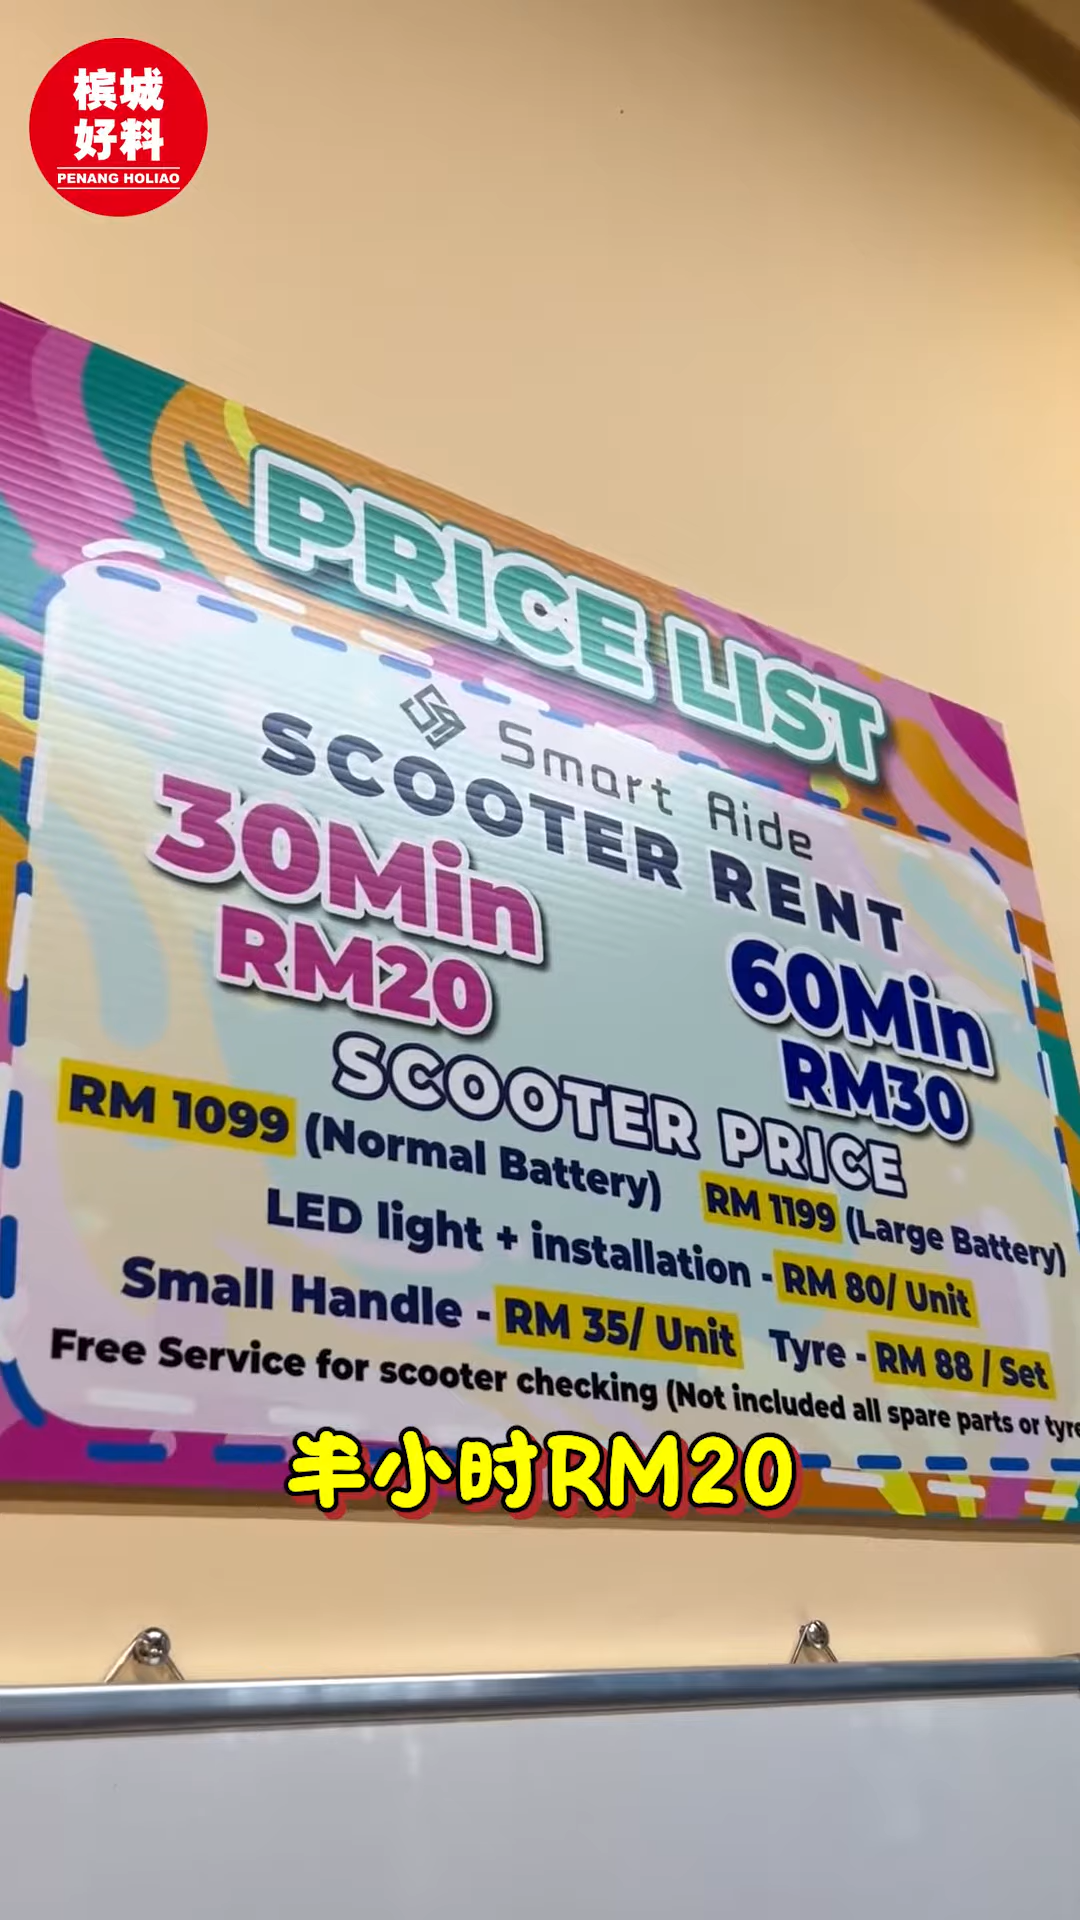 槟城
好料
PENANG HOLIAO
PRICE LIST
Smart Aide
SCOOTER RENT
30Min
RM20
60Min
RM30
SCOOTER PRICE
RM 1099 (Normal Battery) RM 1199 (Large Battery)
LED light + installation - RM 80/ Unit
Small Handle - RM 35/ Unit Tyre - RM 88 / Set
Free Service for scooter checking (Not included all spare parts or tyre
半小时RM20